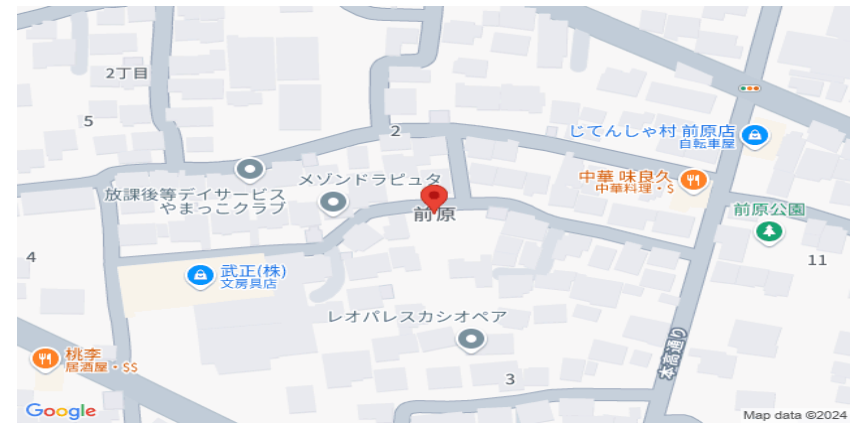 2丁目
5
2
じてんしゃ村 前原店
自転車屋
メゾンドラピュタ
中華 味良久
中華料理・$
放課後等デイサービス
やまっこクラブ
前原
前原公園
4
11
武正(株)
文房具店
レオパレスカシオペア
本高通り
桃李
居酒屋・$$
3
Google
Map data ©2024